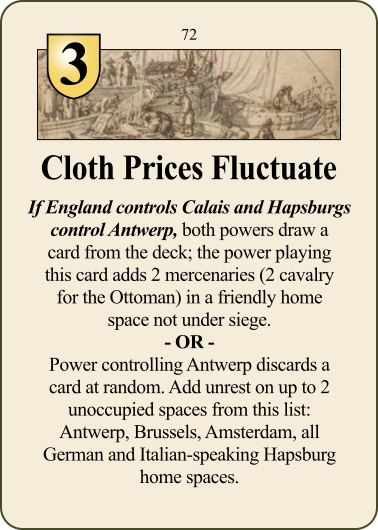 72
3
Cloth Prices Fluctuate
If England controls Calais and Hapsburgs
control Antwerp, both powers draw a
card from the deck; the power playing
this card adds 2 mercenaries (2 cavalry
for the Ottoman) in a friendly home
space not under siege.
- OR -
Power controlling Antwerp discards a
card at random. Add unrest on up to 2
unoccupied spaces from this list:
Antwerp, Brussels, Amsterdam, all
German and Italian-speaking Hapsburg
home spaces.